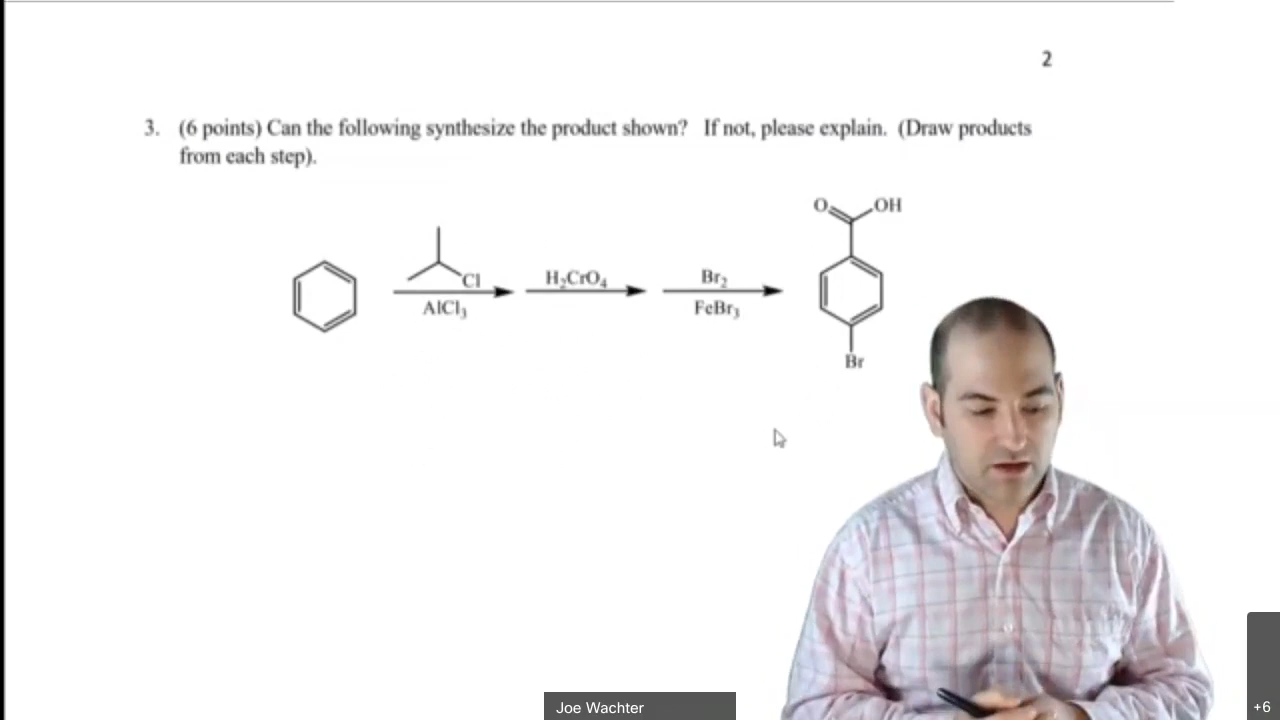 2
3. (6 points) Can the following synthesize the product shown? If not, please explain. (Draw products
from each step).
O OH
Cl H₂CrO₄ Br₂
AlCl₃ FeBr₃
Br
Joe Wachter
+6